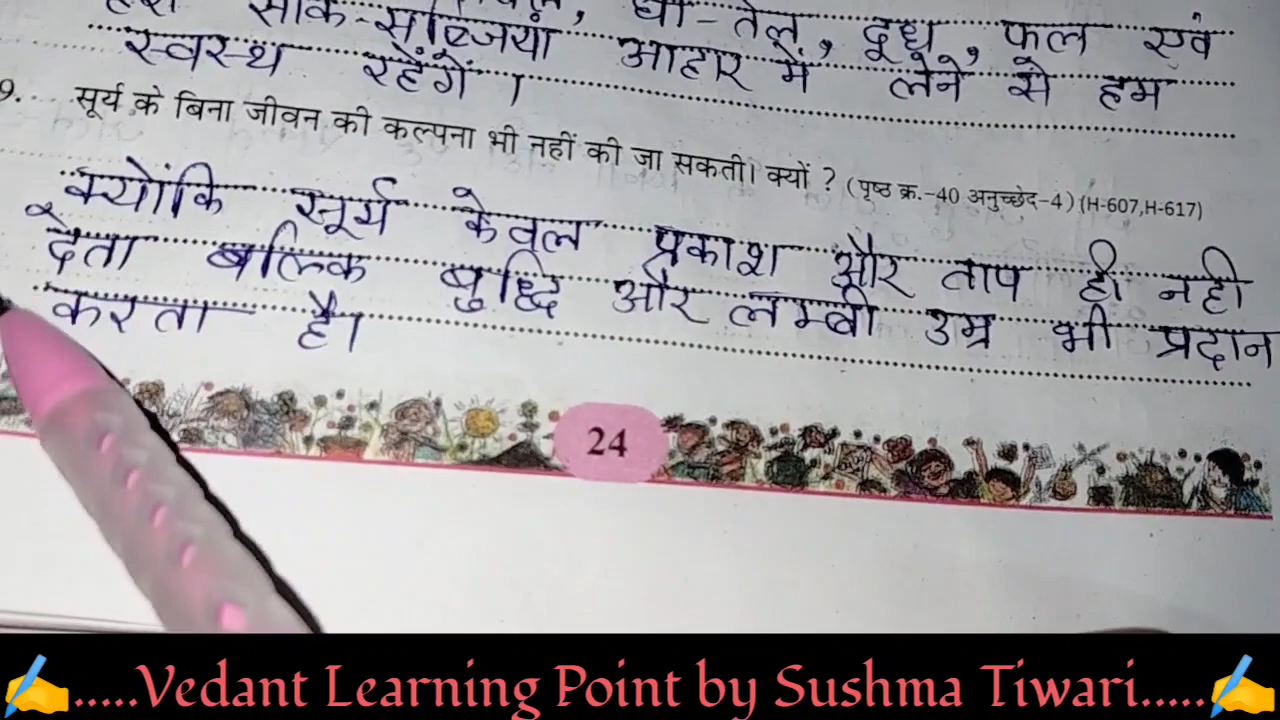 घी-तेल, दूध, फल एवं
साक-सब्जियां आहार में लेने से हम
स्वस्थ रहेंगें ।
9. सूर्य के बिना जीवन की कल्पना भी नहीं की जा सकती। क्यों ? (पृष्ठ क्र.-40 अनुच्छेद-4) (H-607,H-617)
क्योंकि सूर्य केवल प्रकाश और ताप ही नही
देता बल्कि बुद्धि और लम्बी उम्र भी प्रदान
करता है।
24
.....Vedant Learning Point by Sushma Tiwari.....